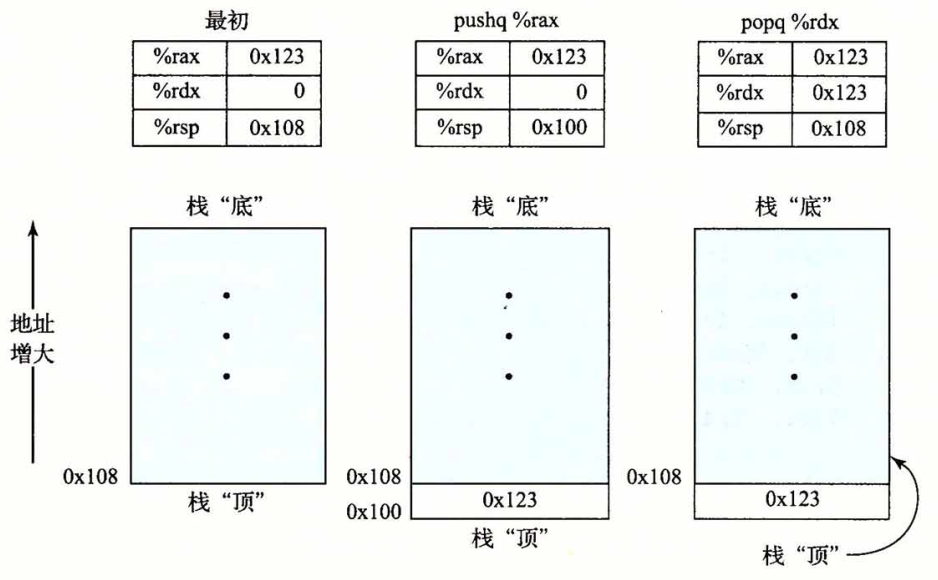 最初
%rax 0x123
%rdx 0
%rsp 0x108
pushq %rax
%rax 0x123
%rdx 0
%rsp 0x100
popq %rdx
%rax 0x123
%rdx 0x123
%rsp 0x108
地址
增大
栈“底”
0x108
栈“顶”
栈“底”
0x108
0x100
0x123
栈“顶”
栈“底”
0x108
0x123
栈“顶”